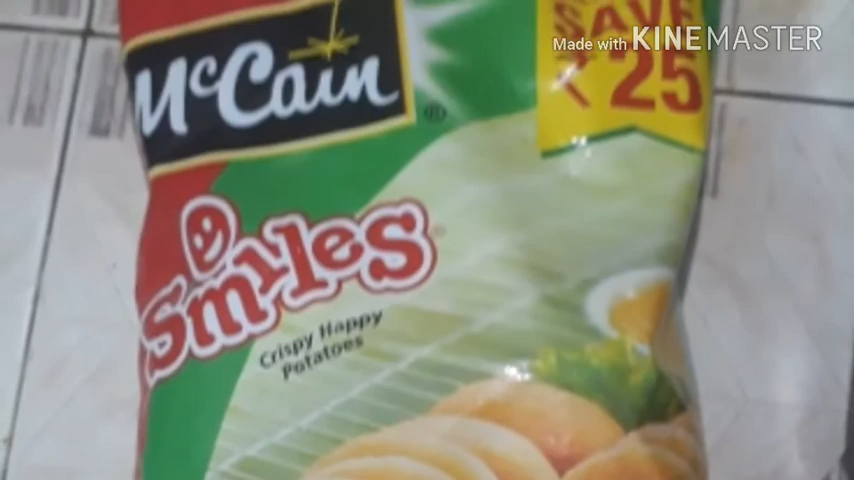 Made with KINEMASTER
SAVE
₹ 25
McCain
®
Smiles
Crispy Happy
Potatoes